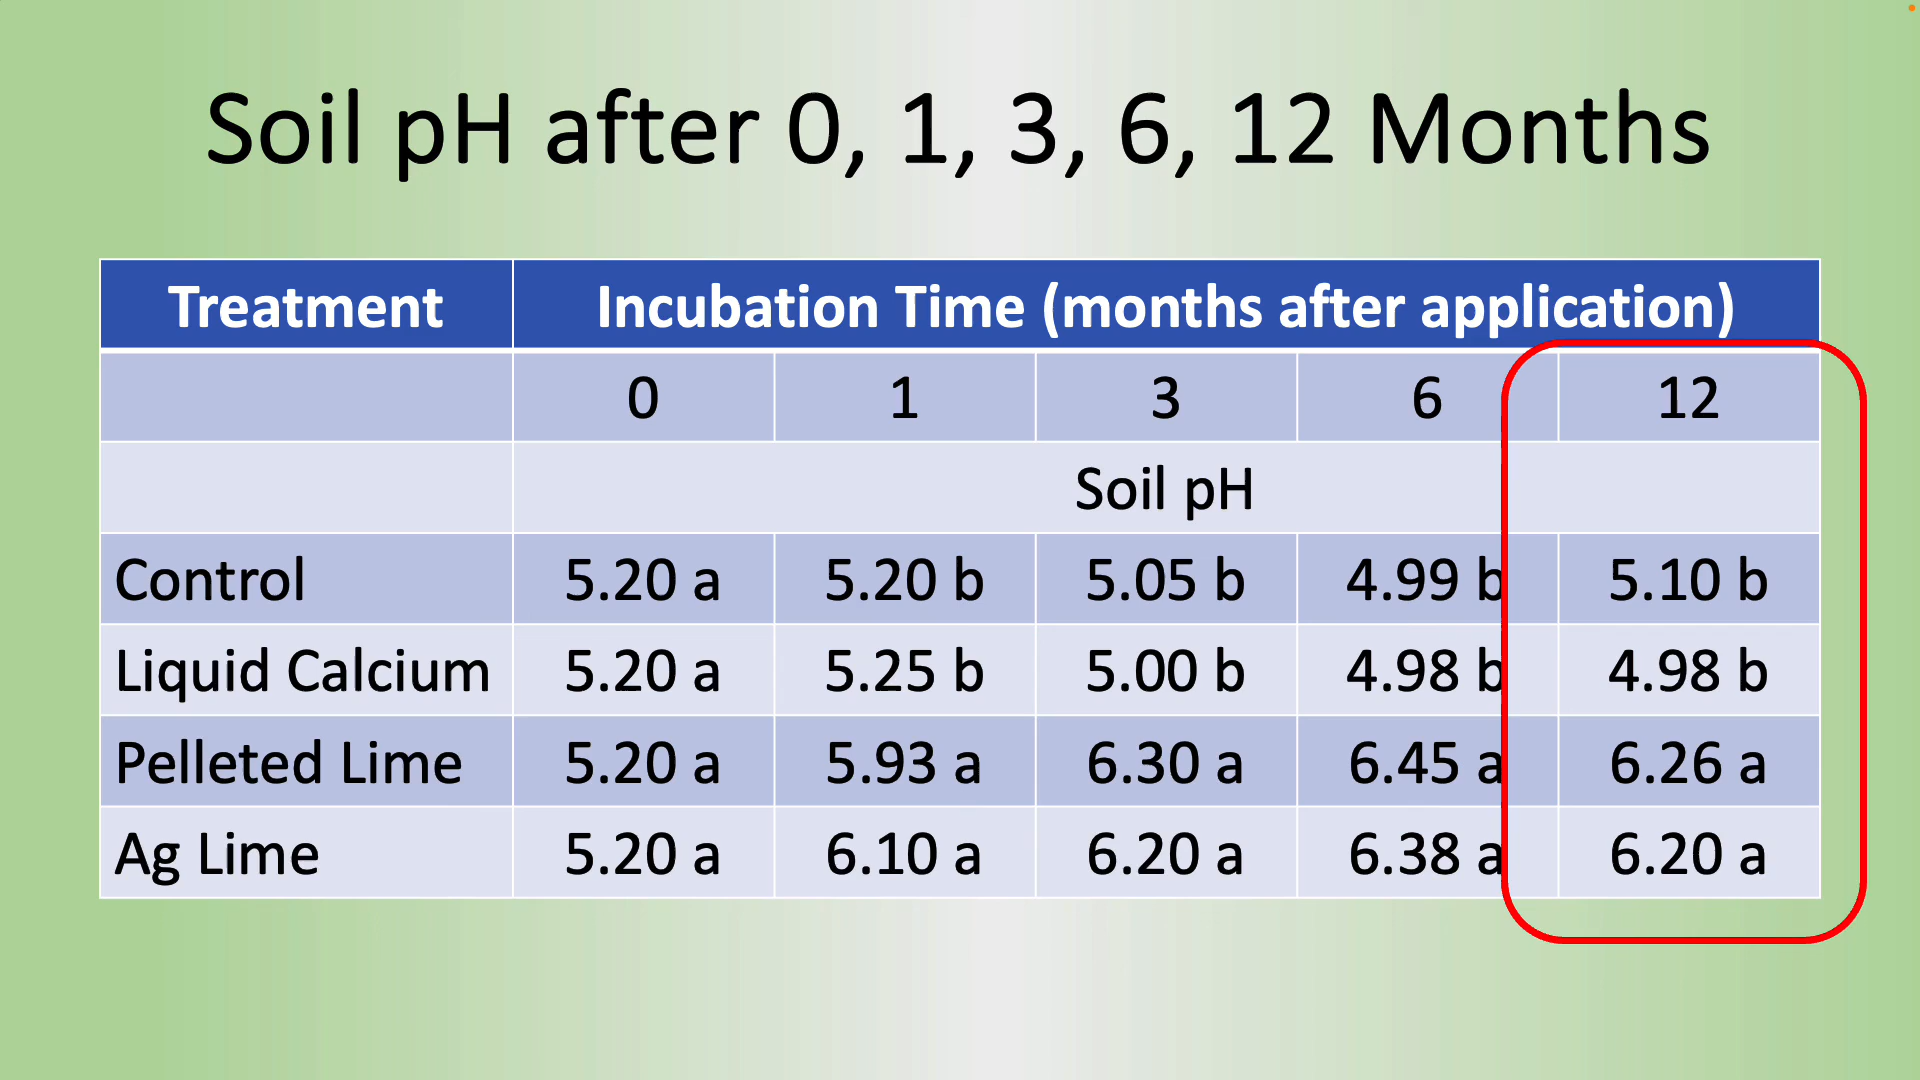 Soil pH after 0, 1, 3, 6, 12 Months
Treatment Incubation Time (months after application)
0 1 3 6 12
Soil pH
Control 5.20 a 5.20 b 5.05 b 4.99 b 5.10 b
Liquid Calcium 5.20 a 5.25 b 5.00 b 4.98 b 4.98 b
Pelleted Lime 5.20 a 5.93 a 6.30 a 6.45 a 6.26 a
Ag Lime 5.20 a 6.10 a 6.20 a 6.38 a 6.20 a